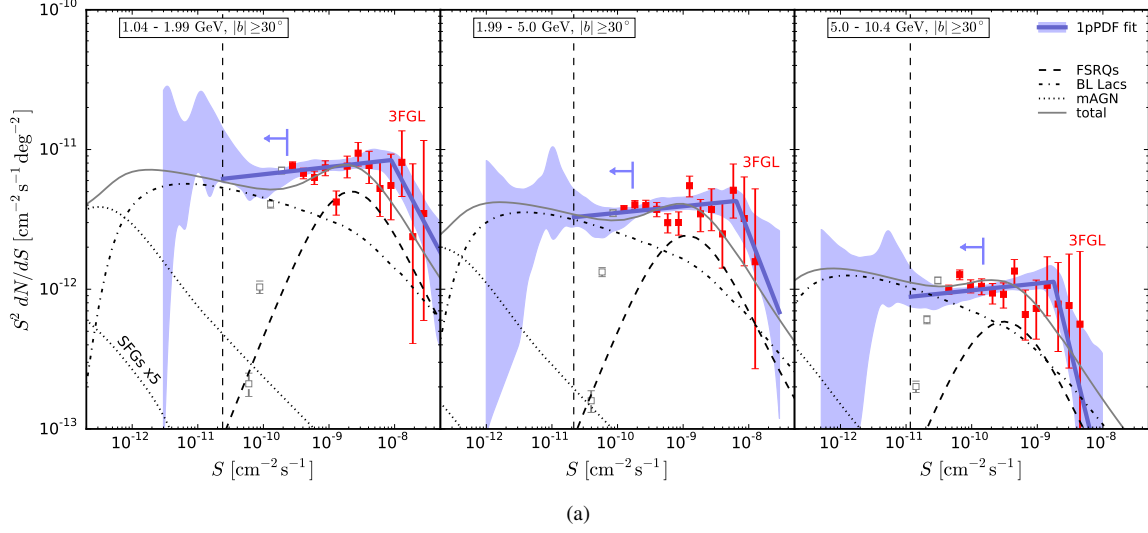 1.04 - 1.99 GeV, |b| ≥30°
1.99 - 5.0 GeV, |b| ≥30°
5.0 - 10.4 GeV, |b| ≥30°
1pPDF fit
FSRQs
BL Lacs
mAGN
total
3FGL
3FGL
3FGL
SFGs x5
S² dN/dS [cm⁻² s⁻¹ deg⁻²]
10⁻¹⁰
10⁻¹¹
10⁻¹²
10⁻¹³
10⁻¹² 10⁻¹¹ 10⁻¹⁰ 10⁻⁹ 10⁻⁸
10⁻¹² 10⁻¹¹ 10⁻¹⁰ 10⁻⁹ 10⁻⁸
10⁻¹² 10⁻¹¹ 10⁻¹⁰ 10⁻⁹ 10⁻⁸
S [cm⁻² s⁻¹]
S [cm⁻² s⁻¹]
S [cm⁻² s⁻¹]
(a)